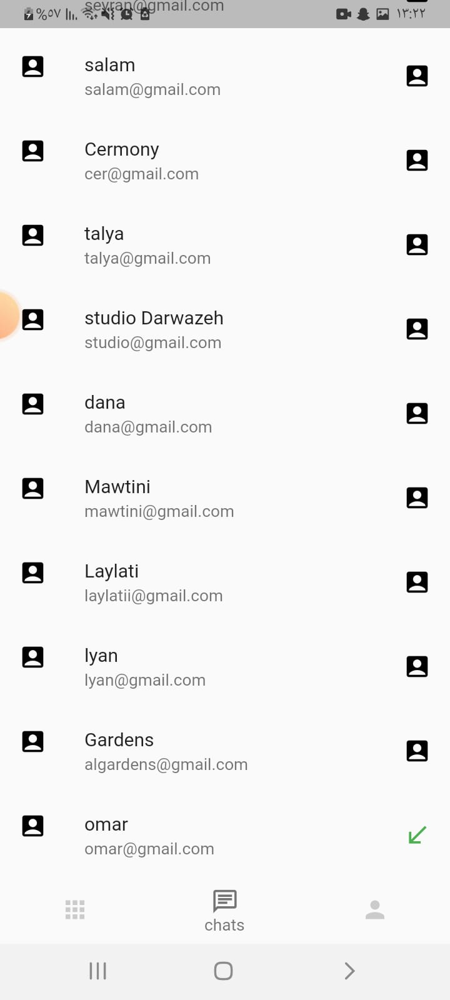 sevran@gmail.com
%٥٧
١٣:٢٢
salam
salam@gmail.com
Cermony
cer@gmail.com
talya
talya@gmail.com
studio Darwazeh
studio@gmail.com
dana
dana@gmail.com
Mawtini
mawtini@gmail.com
Laylati
laylatii@gmail.com
lyan
lyan@gmail.com
Gardens
algardens@gmail.com
omar
omar@gmail.com
chats